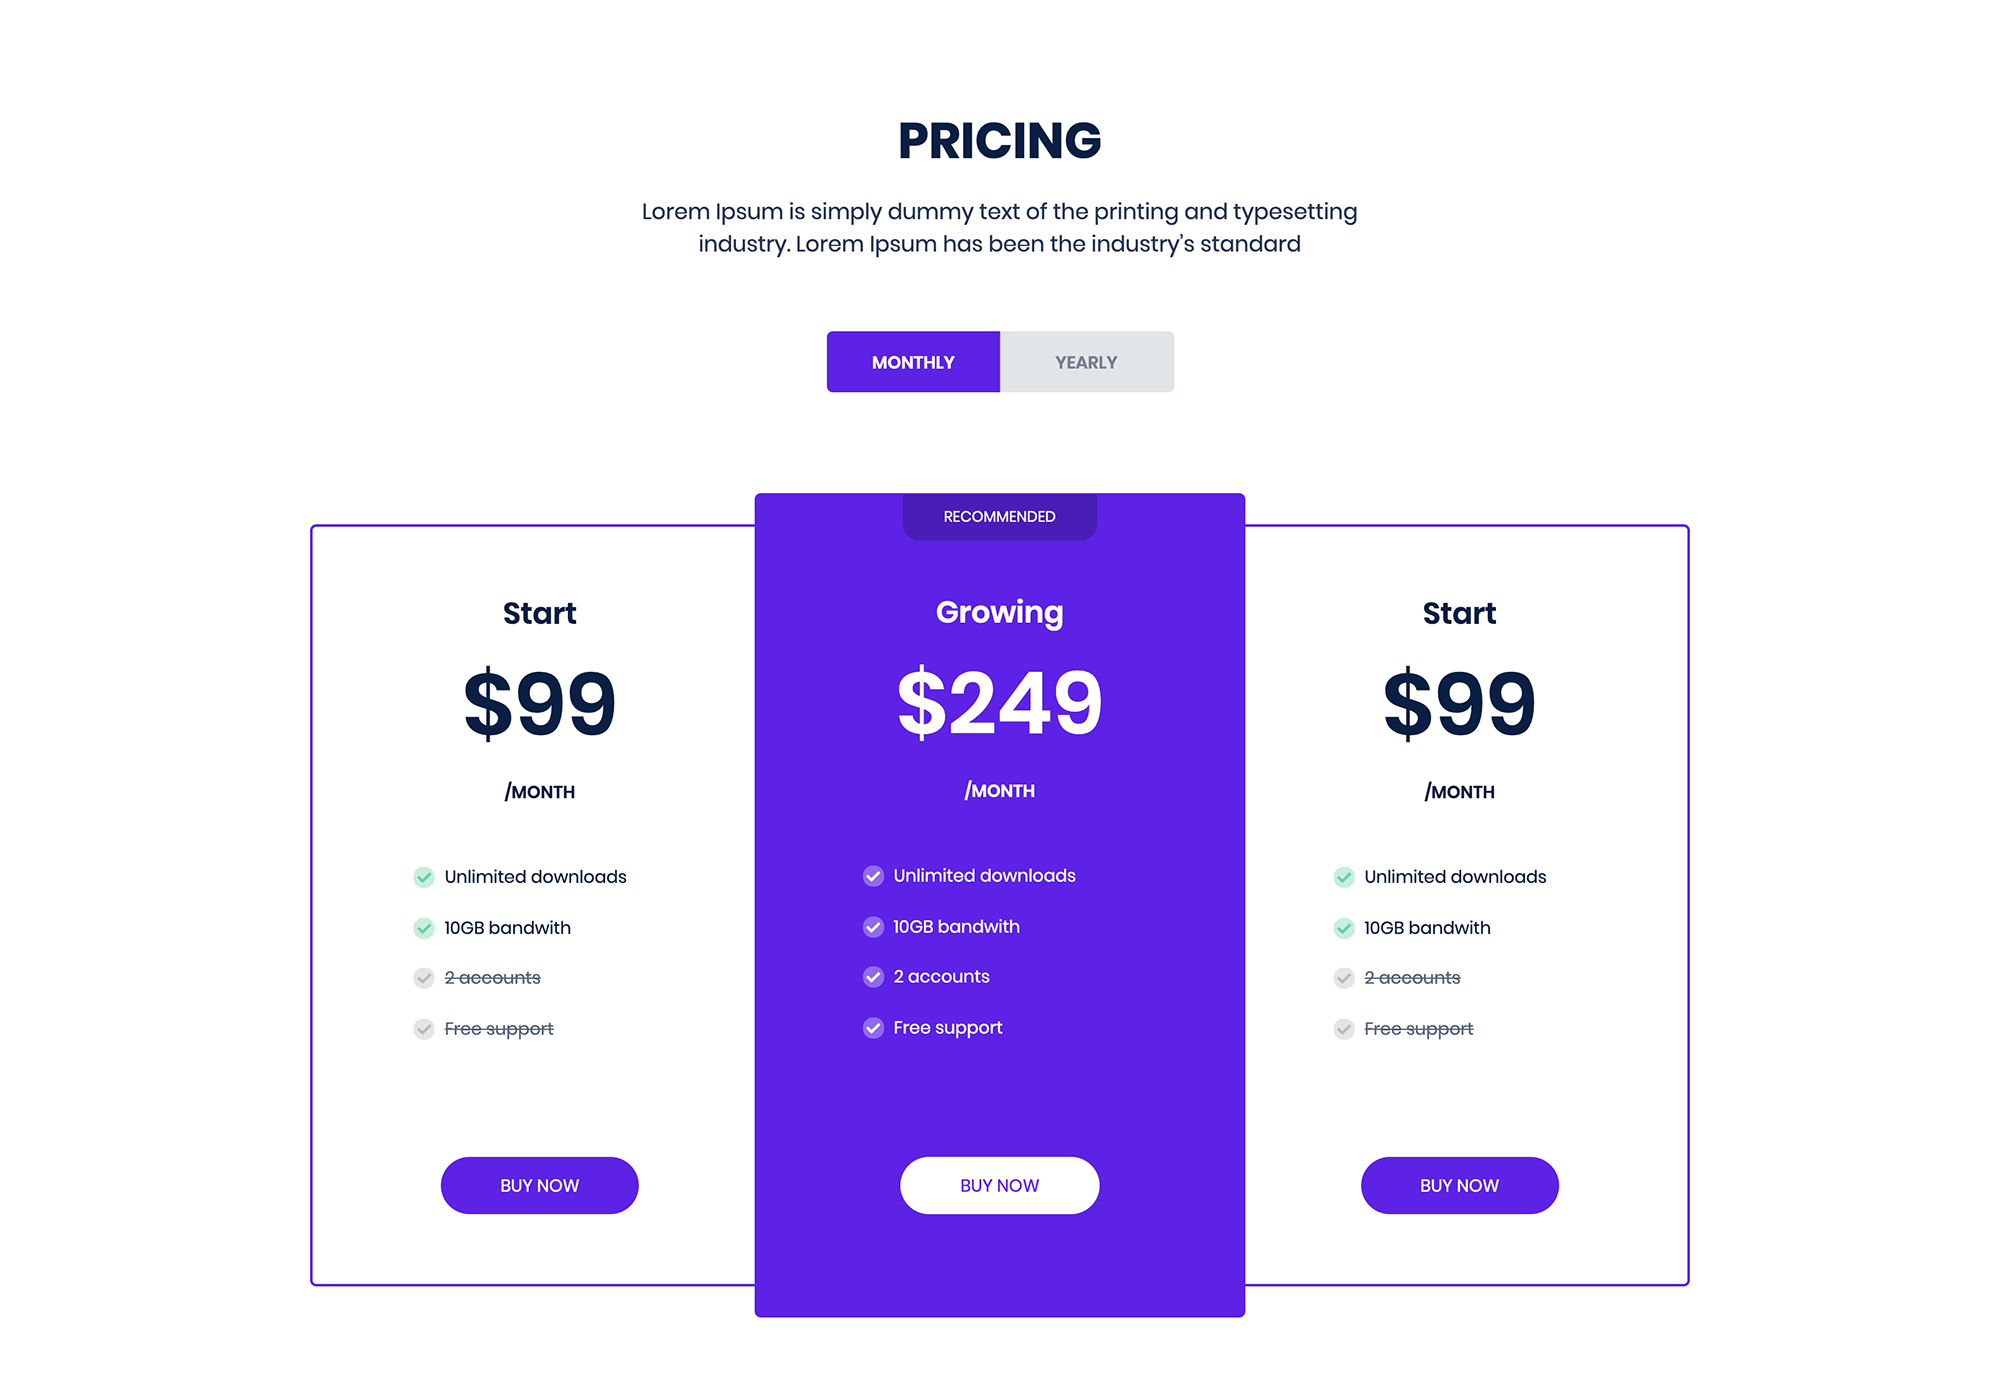 PRICING
Lorem Ipsum is simply dummy text of the printing and typesetting
industry. Lorem Ipsum has been the industry’s standard
MONTHLY
YEARLY
Start
$99
/MONTH
Unlimited downloads
10GB bandwith
2 accounts
Free support
BUY NOW
RECOMMENDED
Growing
$249
/MONTH
Unlimited downloads
10GB bandwith
2 accounts
Free support
BUY NOW
Start
$99
/MONTH
Unlimited downloads
10GB bandwith
2 accounts
Free support
BUY NOW